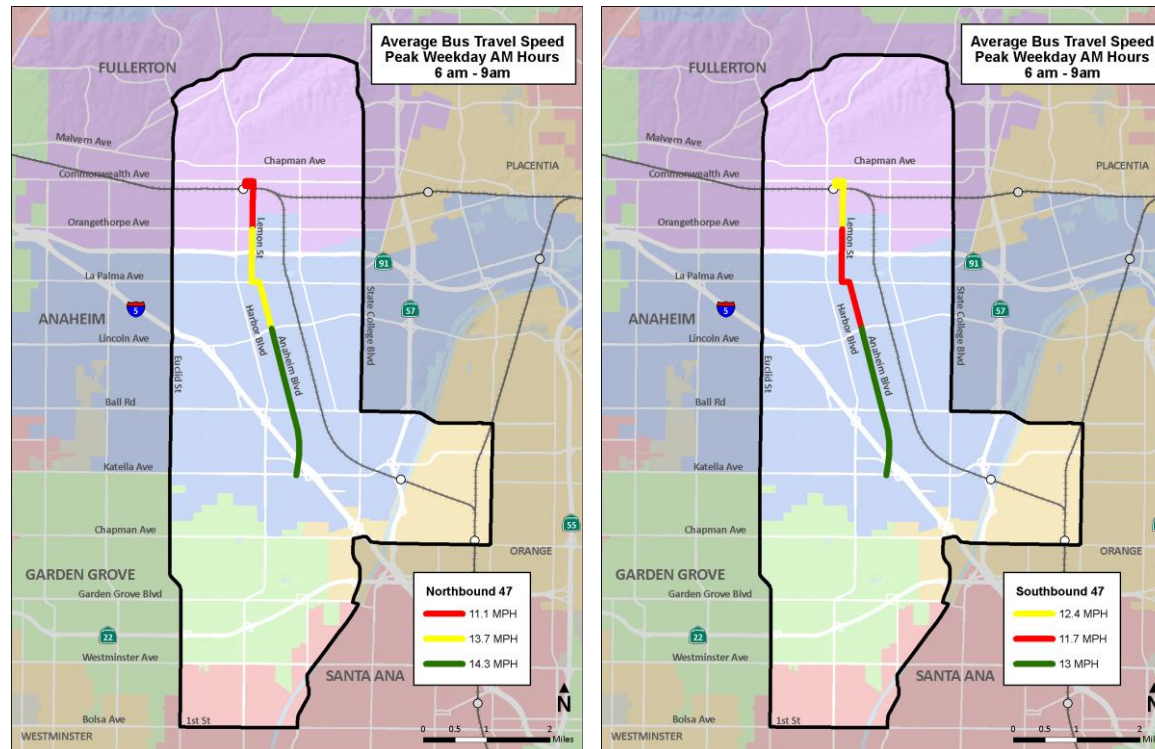 Average Bus Travel Speed
Peak Weekday AM Hours
6 am - 9am
FULLERTON
Malvern Ave
Chapman Ave
PLACENTIA
Commonwealth Ave
Orangethorpe Ave
Lemon St
La Palma Ave
91
5
57
ANAHEIM
Harbor Blvd
State College Blvd
Lincoln Ave
Anaheim Blvd
Euclid St
Ball Rd
Katella Ave
Chapman Ave
55
ORANGE
GARDEN GROVE
Garden Grove Blvd
22
Westminster Ave
SANTA ANA
Bolsa Ave
1st St
WESTMINSTER
Northbound 47
11.1 MPH
13.7 MPH
14.3 MPH
N
0 0.5 1 2
Miles
Average Bus Travel Speed
Peak Weekday AM Hours
6 am - 9am
FULLERTON
Malvern Ave
Chapman Ave
PLACENTIA
Commonwealth Ave
Orangethorpe Ave
Lemon St
La Palma Ave
91
5
57
ANAHEIM
Harbor Blvd
State College Blvd
Lincoln Ave
Anaheim Blvd
Euclid St
Ball Rd
Katella Ave
Chapman Ave
ORANGE
GARDEN GROVE
Garden Grove Blvd
22
Westminster Ave
SANTA ANA
Bolsa Ave
1st St
WESTMINSTER
Southbound 47
12.4 MPH
11.7 MPH
13 MPH
N
0 0.5 1 2